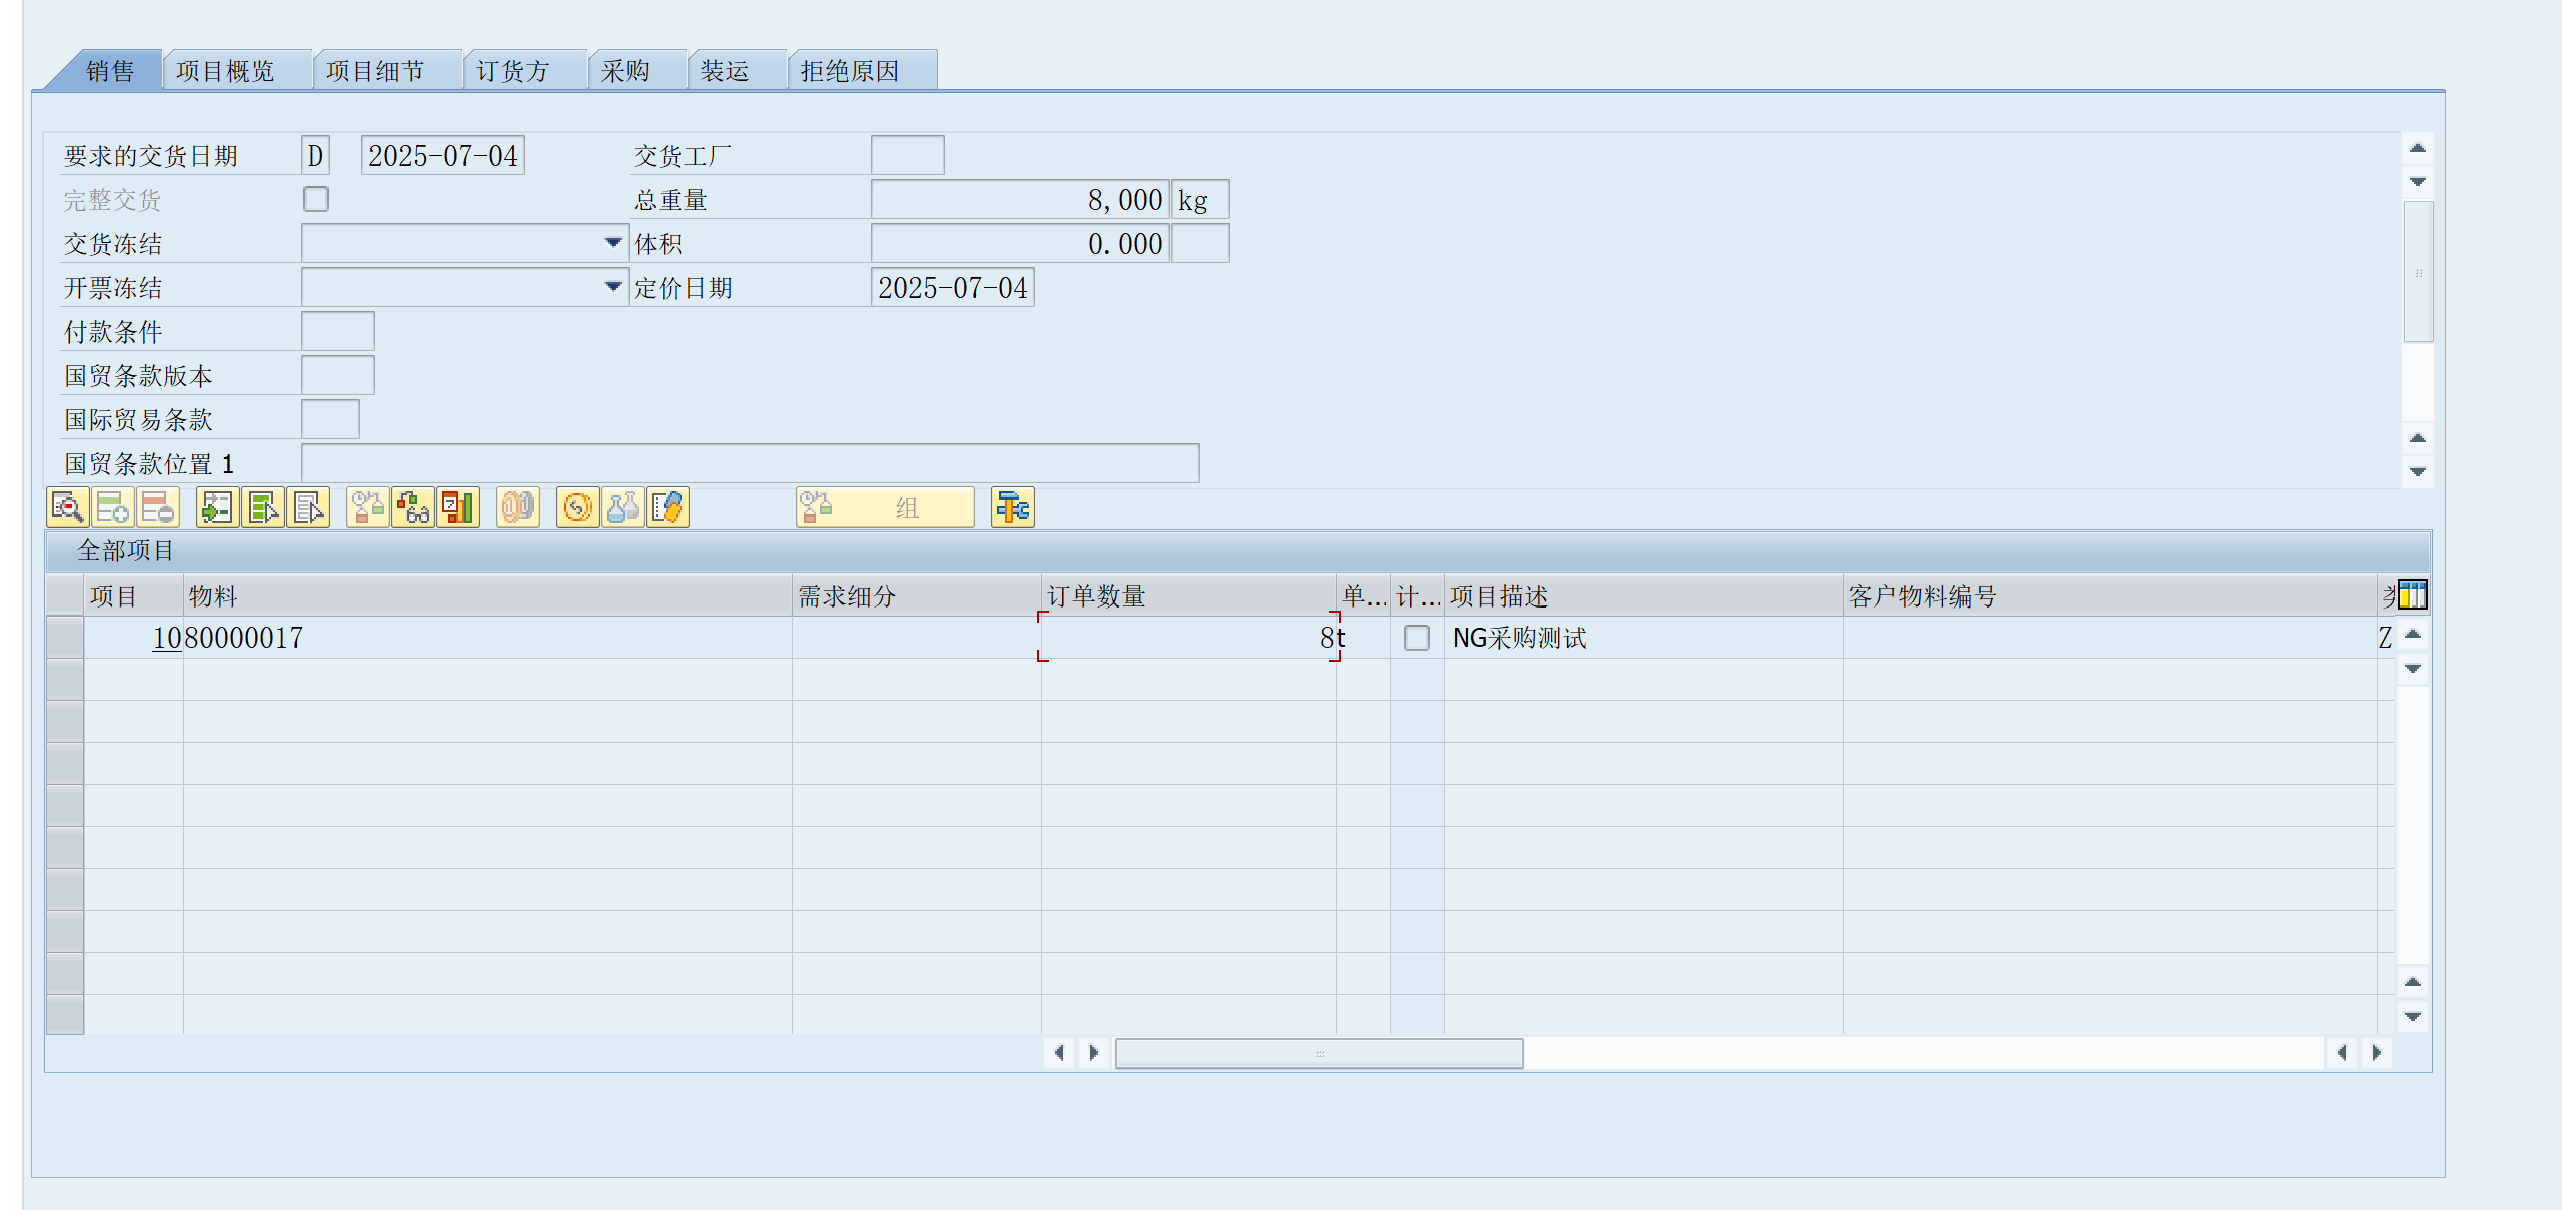 销售 项目概览 项目细节 订货方 采购 装运 拒绝原因
要求的交货日期 D 2025-07-04 交货工厂
完整交货 总重量 8,000 kg
交货冻结 体积 0.000
开票冻结 定价日期 2025-07-04
付款条件
国贸条款版本
国际贸易条款
国贸条款位置 1
组
全部项目
项目 物料 需求细分 订单数量 单... 计... 项目描述 客户物料编号
10 80000017 8 t NG采购测试 Z